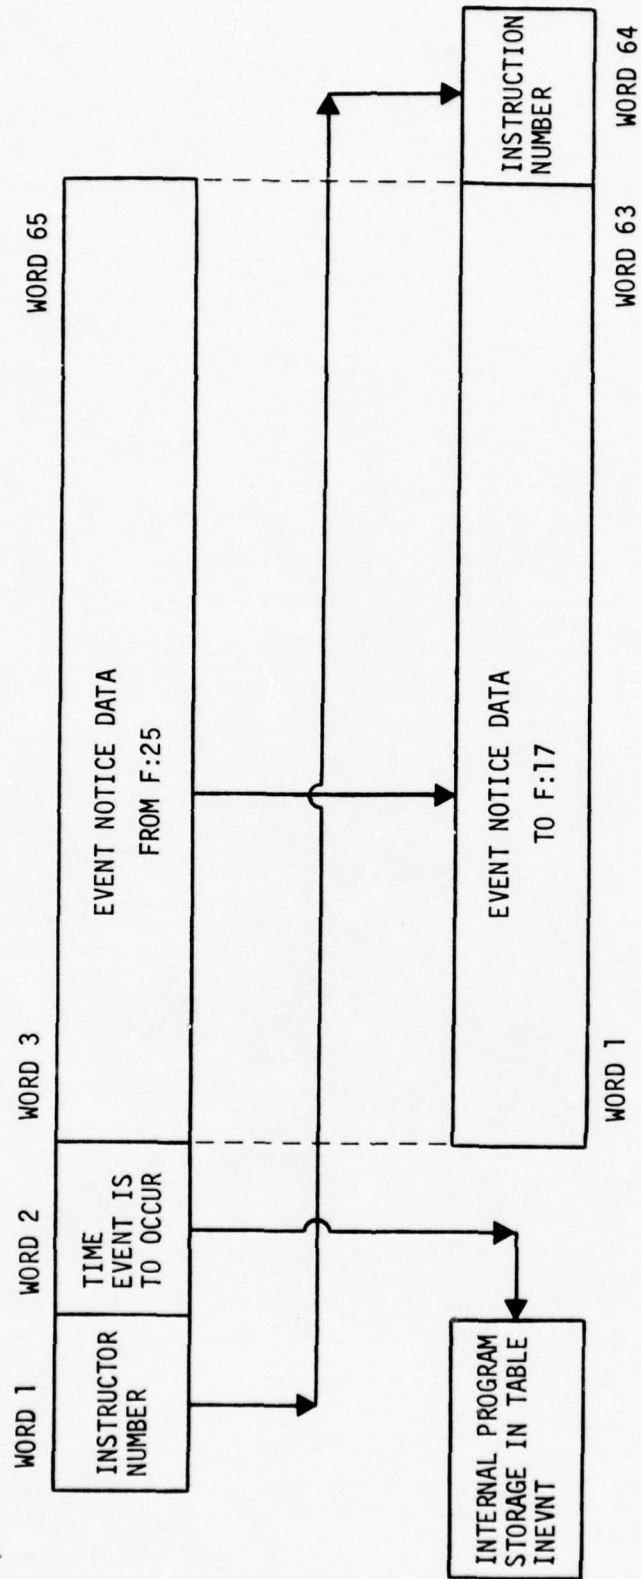 WORD 1
WORD 2
WORD 3
WORD 65
INSTRUCTOR
NUMBER
TIME
EVENT IS
TO OCCUR
EVENT NOTICE DATA
FROM F:25
INTERNAL PROGRAM
STORAGE IN TABLE
INEVNT
EVENT NOTICE DATA
TO F:17
INSTRUCTION
NUMBER
WORD 1
WORD 63
WORD 64